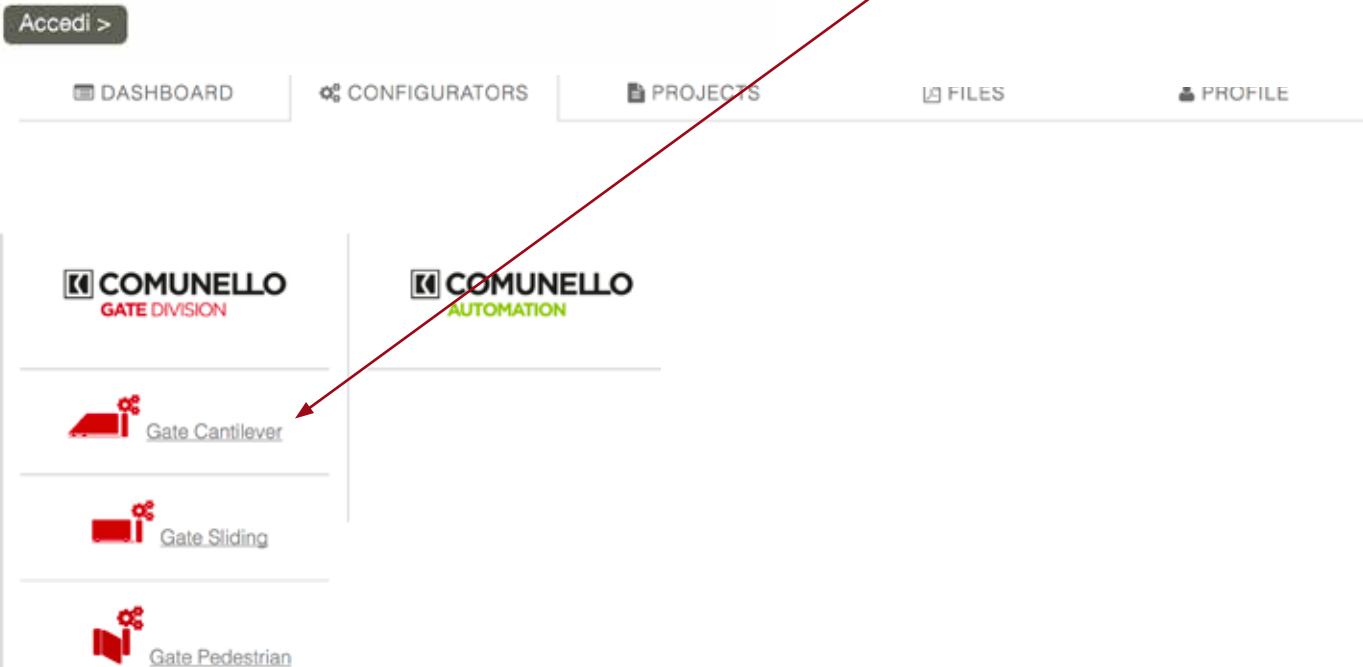 Accedi >
DASHBOARD CONFIGURATORS PROJECTS FILES PROFILE
COMUNELLO
GATE DIVISION
COMUNELLO
AUTOMATION
Gate Cantilever
Gate Sliding
Gate Pedestrian